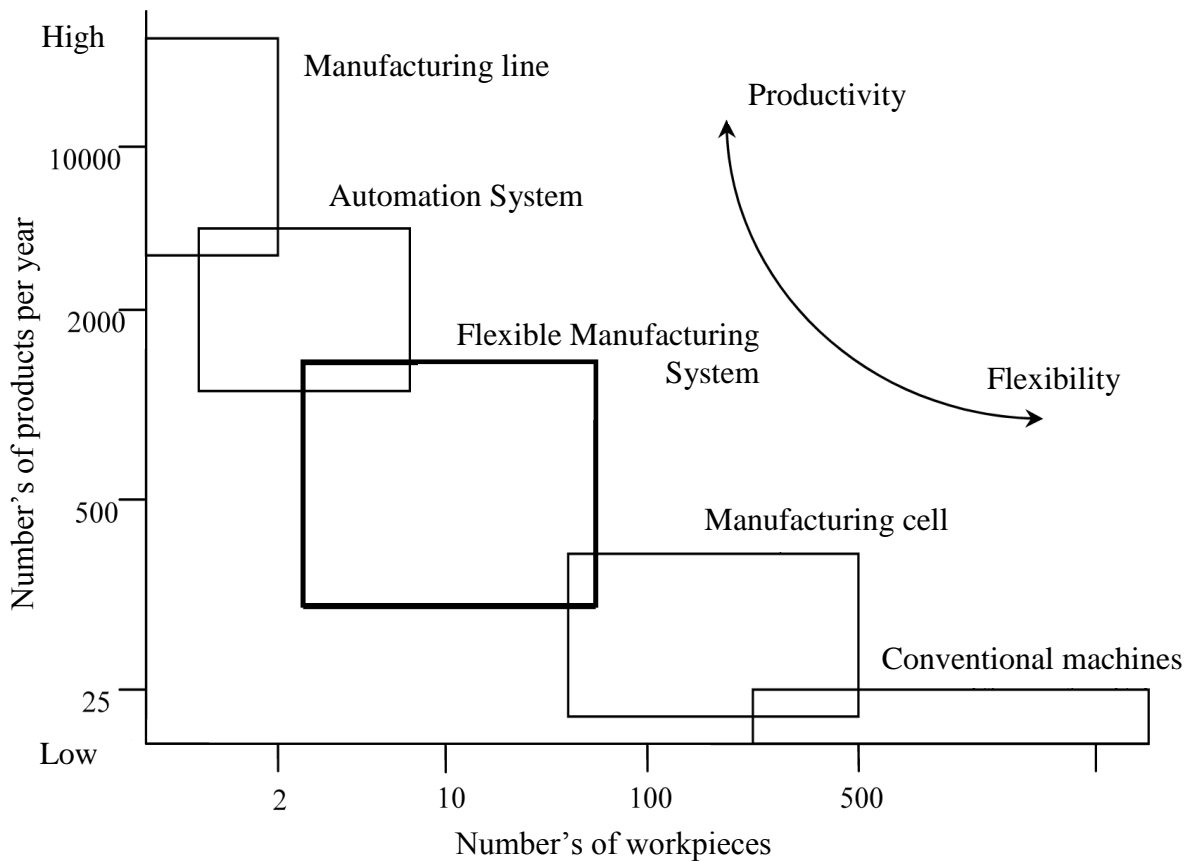 High
Manufacturing line
Productivity
10000
Automation System
Number’s of products per year
2000
Flexible Manufacturing
System
Flexibility
500
Manufacturing cell
Conventional machines
25
Low
2
10
100
500
Number’s of workpieces